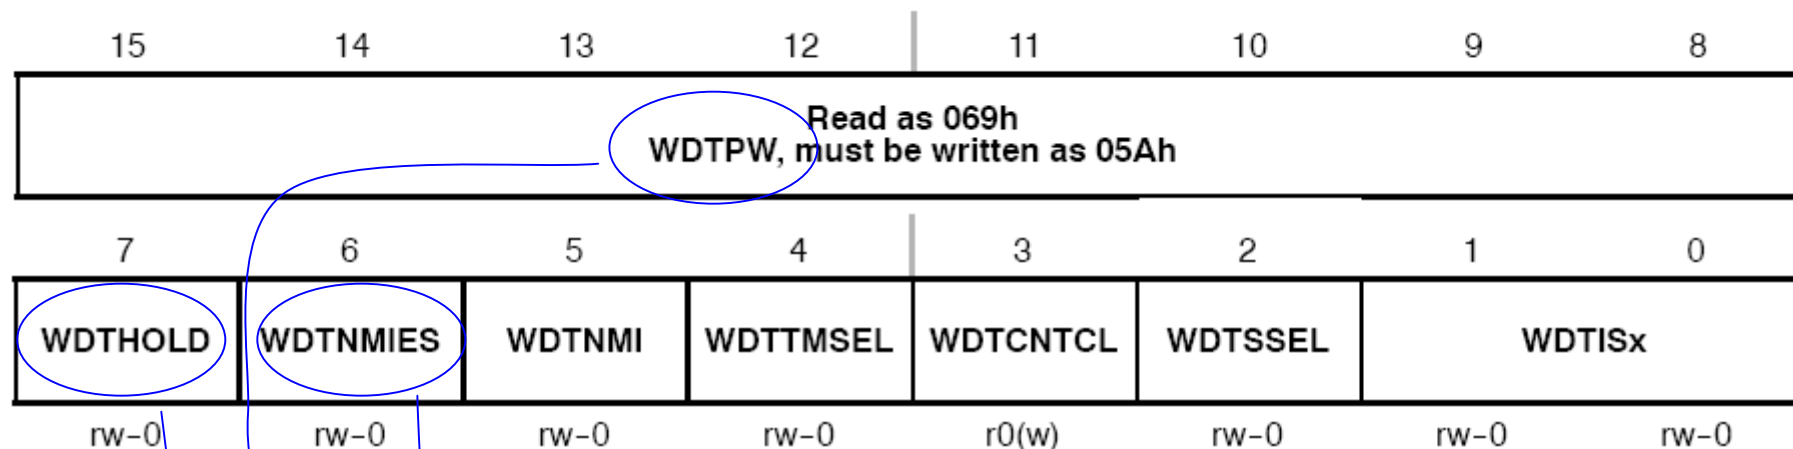 15 14 13 12 11 10 9 8
Read as 069h
WDTPW, must be written as 05Ah
7 6 5 4 3 2 1 0
WDTHOLD WDTNMIES WDTNMI WDTTMSEL WDTCNTCL WDTSSEL WDTISx
rw-0 rw-0 rw-0 rw-0 r0(w) rw-0 rw-0 rw-0